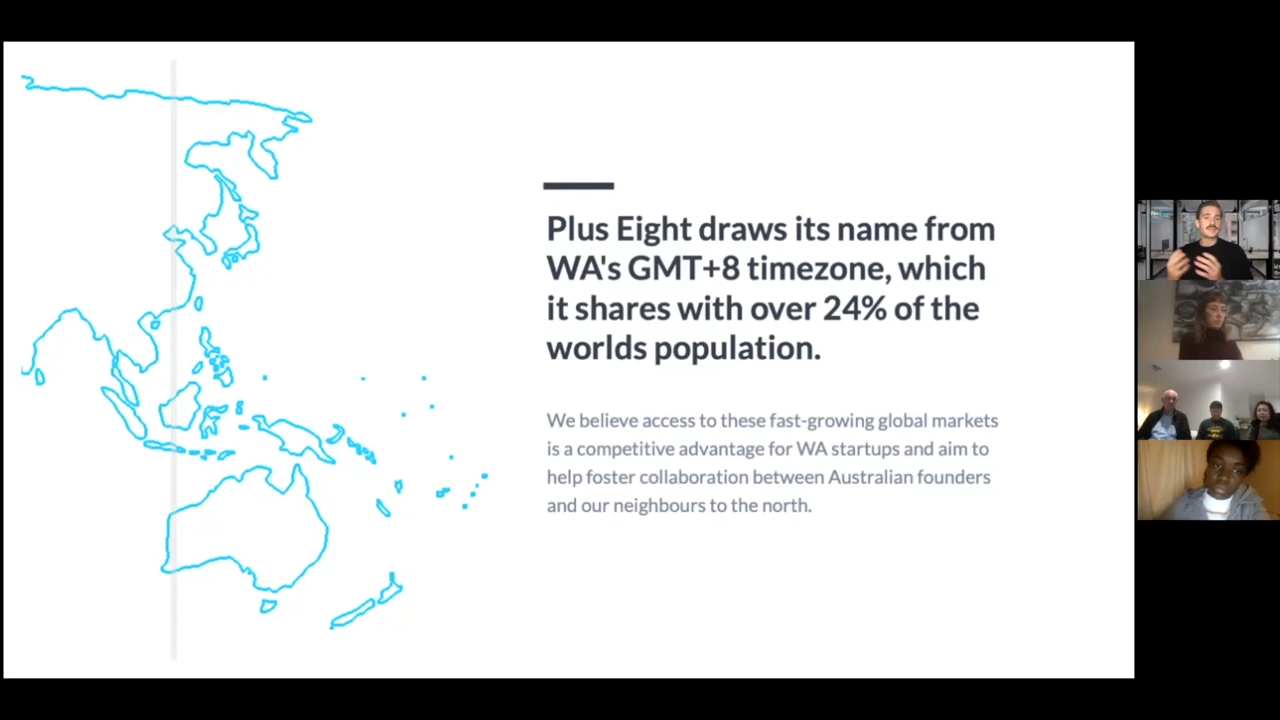 Plus Eight draws its name from
WA's GMT+8 timezone, which
it shares with over 24% of the
worlds population.
We believe access to these fast-growing global markets
is a competitive advantage for WA startups and aim to
help foster collaboration between Australian founders
and our neighbours to the north.